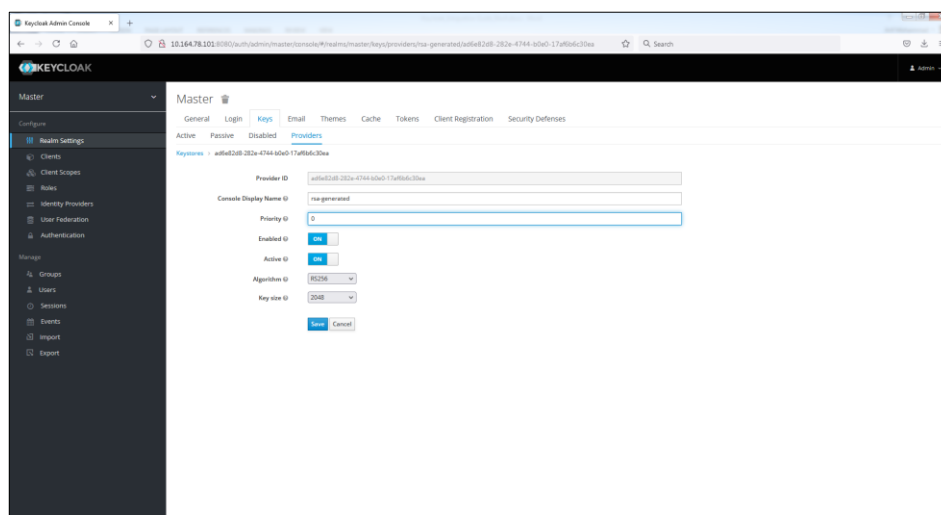 Keycloak Admin Console
10.164.78.101:8080/auth/admin/master/console/#/realms/master/keys/providers/rsa-generated/ad6e82d8-282e-4744-b0e0-17af6b6c30ea
Search
KEYCLOAK
Admin
Master
Configure
Realm Settings
Clients
Client Scopes
Roles
Identity Providers
User Federation
Authentication
Manage
Groups
Users
Sessions
Events
Import
Export
Master
General Login Keys Email Themes Cache Tokens Client Registration Security Defenses
Active Passive Disabled Providers
Keystores > ad6e82d8-282e-4744-b0e0-17af6b6c30ea
Provider ID ad6e82d8-282e-4744-b0e0-17af6b6c30ea
Console Display Name rsa-generated
Priority 0
Enabled ON
Active ON
Algorithm RS256
Key size 2048
Save Cancel